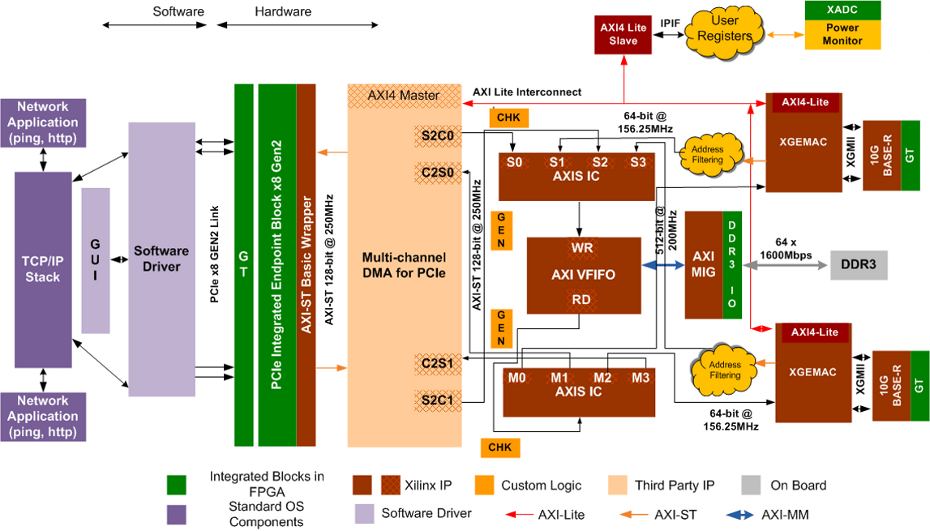 Software
Hardware
XADC
Power
Monitor
User
Registers
IPIF
AXI4 Lite
Slave
AXI Lite Interconnect
Network
Application
(ping, http)
TCP/IP
Stack
Network
Application
(ping, http)
GUI
Software
Driver
PCIe x8 GEN2 Link
GT
PCIe Integrated Endpoint Block x8 Gen2
AXI-ST Basic Wrapper
AXI-ST 128-bit @ 250MHz
AXI4 Master
S2C0
C2S0
Multi-channel
DMA for PCIe
C2S1
S2C1
AXI-ST 128-bit @ 250MHz
CHK
GEN
GEN
CHK
S0 S1 S2 S3
AXIS IC
WR
AXI VFIFO
RD
M0 M1 M2 M3
AXIS IC
64-bit @
156.25MHz
Address
Filtering
512-bit @
200MHz
AXI
MIG
DDR3 IO
64 x
1600Mbps
DDR3
AXI4-Lite
XGEMAC
XGMII
10G
BASE-R
GT
Address
Filtering
64-bit @
156.25MHz
AXI4-Lite
XGEMAC
XGMII
10G
BASE-R
GT
Integrated Blocks in
FPGA
Xilinx IP
Custom Logic
Third Party IP
On Board
Standard OS
Components
Software Driver
AXI-Lite
AXI-ST
AXI-MM